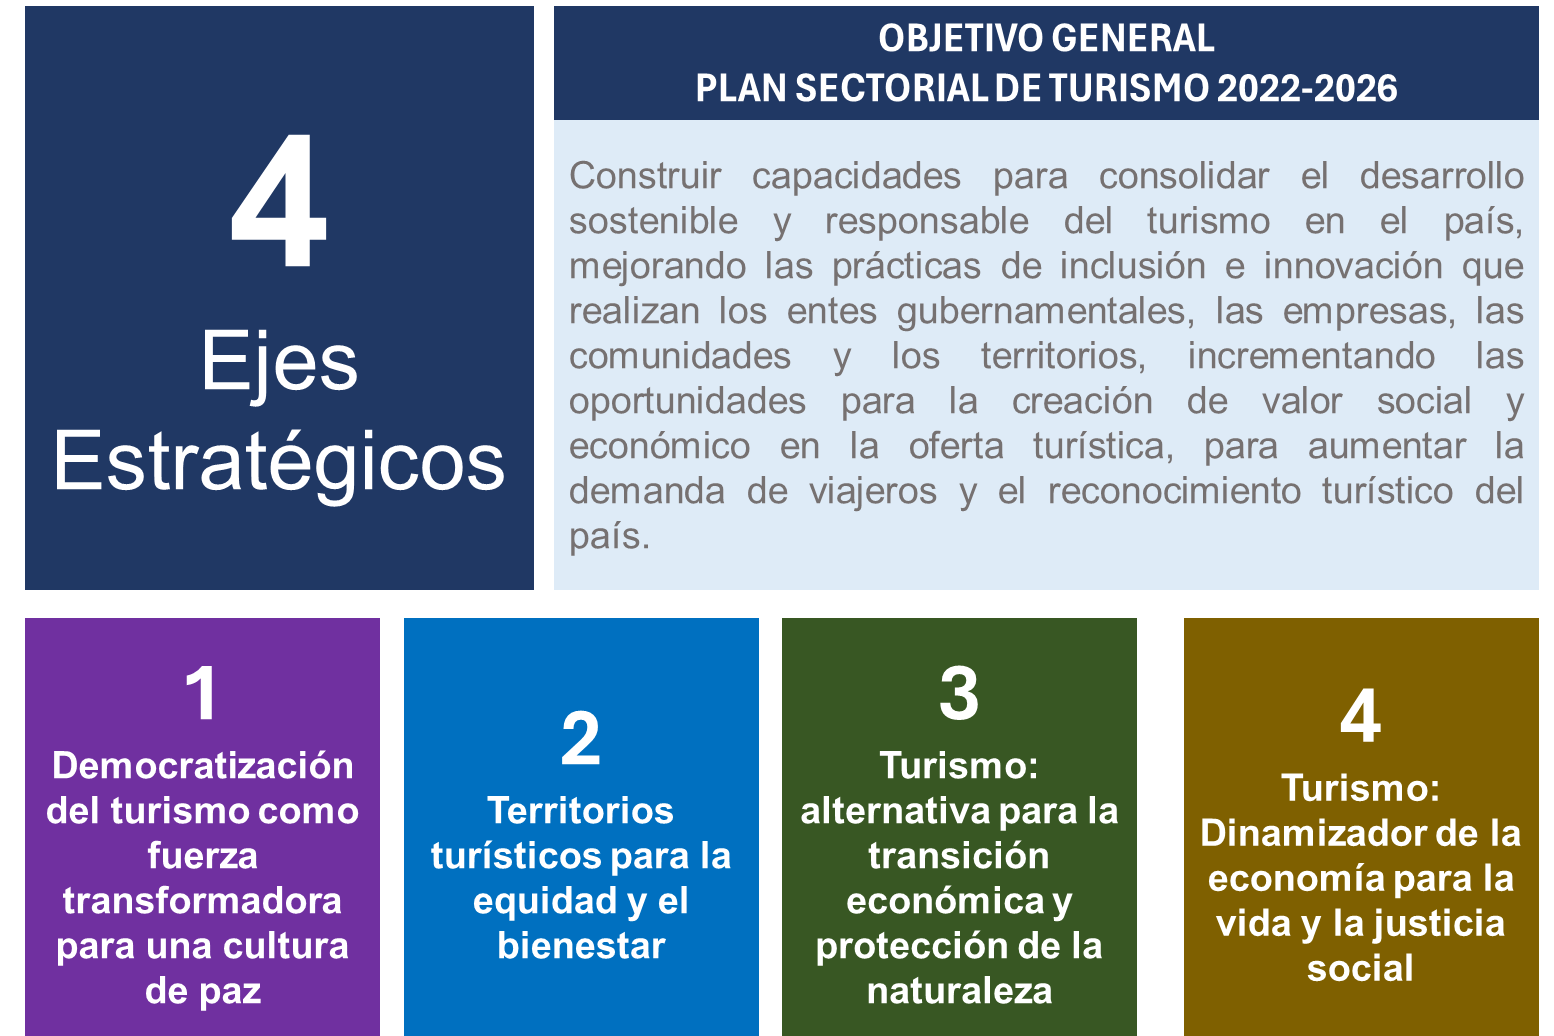 4
Ejes
Estratégicos
OBJETIVO GENERAL
PLAN SECTORIAL DE TURISMO 2022-2026
Construir capacidades para consolidar el desarrollo
sostenible y responsable del turismo en el país,
mejorando las prácticas de inclusión e innovación que
realizan los entes gubernamentales, las empresas, las
comunidades y los territorios, incrementando las
oportunidades para la creación de valor social y
económico en la oferta turística, para aumentar la
demanda de viajeros y el reconocimiento turístico del
país.
1
Democratización
del turismo como
fuerza
transformadora
para una cultura
de paz
2
Territorios
turísticos para la
equidad y el
bienestar
3
Turismo:
alternativa para la
transición
económica y
protección de la
naturaleza
4
Turismo:
Dinamizador de la
economía para la
vida y la justicia
social